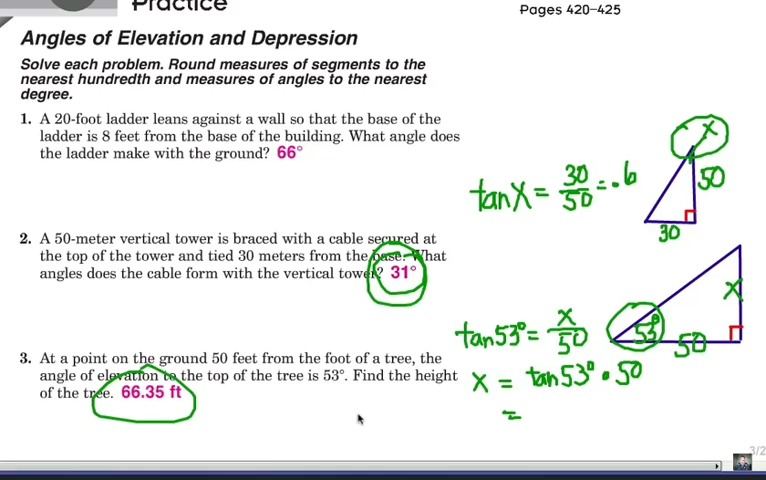 Practice
Pages 420–425
Angles of Elevation and Depression
Solve each problem. Round measures of segments to the
nearest hundredth and measures of angles to the nearest
degree.
1. A 20-foot ladder leans against a wall so that the base of the
ladder is 8 feet from the base of the building. What angle does
the ladder make with the ground? 66°
x
50
30
tan x = 30/50 = .6
2. A 50-meter vertical tower is braced with a cable secured at
the top of the tower and tied 30 meters from the base. What
angles does the cable form with the vertical tower? 31°
x
53°
50
tan 53° = x/50
3. At a point on the ground 50 feet from the foot of a tree, the
angle of elevation to the top of the tree is 53°. Find the height
of the tree. 66.35 ft
x = tan 53° • 50
=
3/2